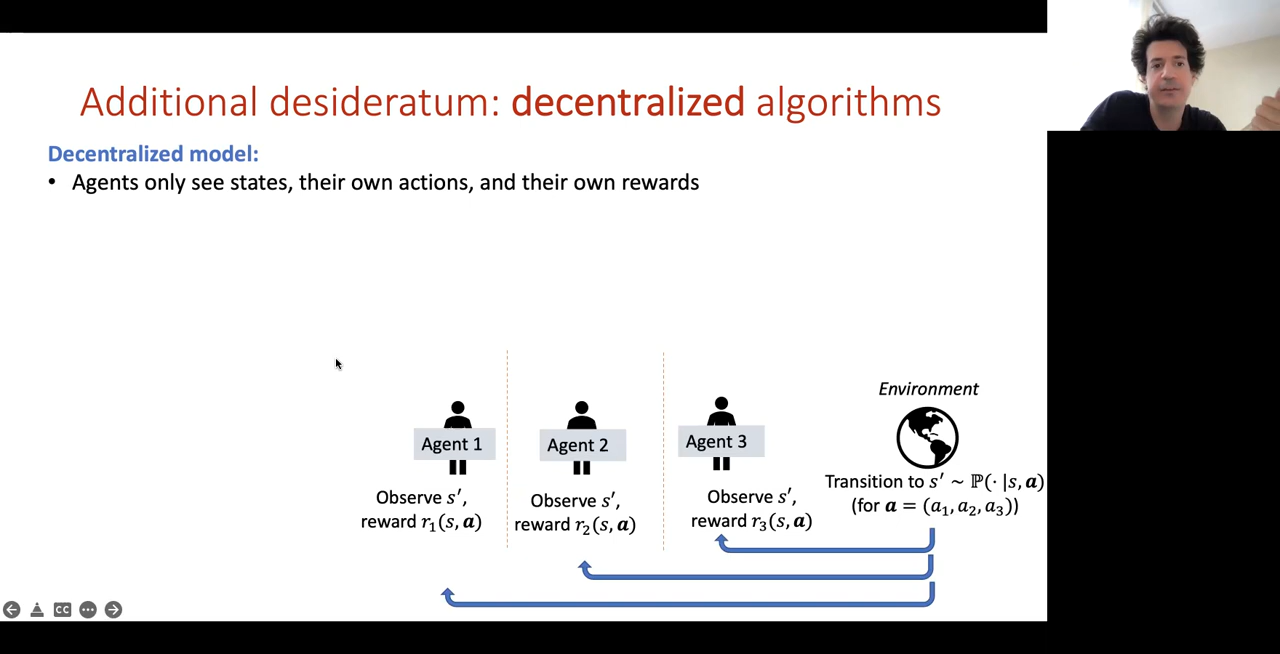 Additional desideratum: decentralized algorithms
Decentralized model:
• Agents only see states, their own actions, and their own rewards
Environment
Agent 1
Agent 2
Agent 3
Observe s′,
reward r₁(s, a)
Observe s′,
reward r₂(s, a)
Observe s′,
reward r₃(s, a)
Transition to s′ ~ ℙ(· |s, a)
(for a = (a₁, a₂, a₃))
CC